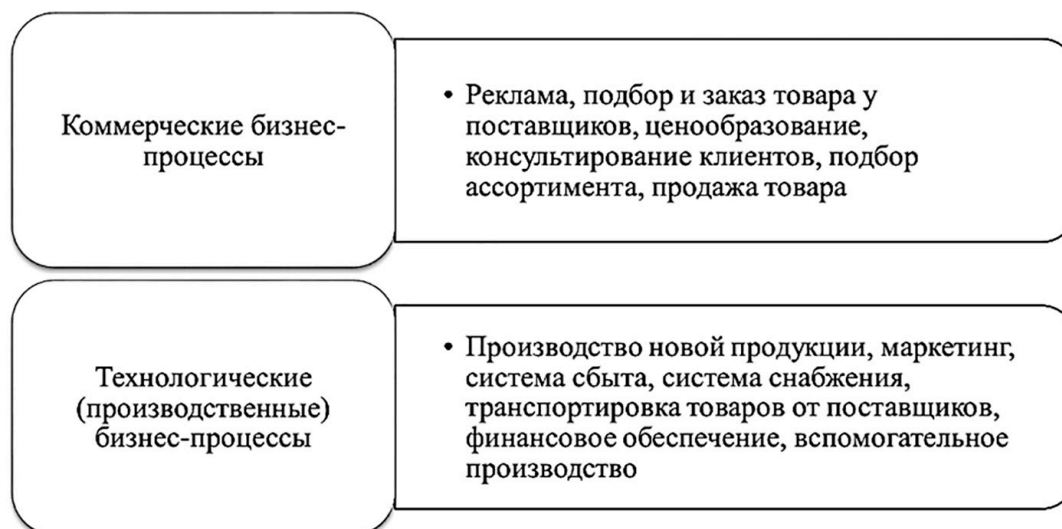 Коммерческие бизнес-
процессы
• Реклама, подбор и заказ товара у
поставщиков, ценообразование,
консультирование клиентов, подбор
ассортимента, продажа товара
Технологические
(производственные)
бизнес-процессы
• Производство новой продукции, маркетинг,
система сбыта, система снабжения,
транспортировка товаров от поставщиков,
финансовое обеспечение, вспомогательное
производство